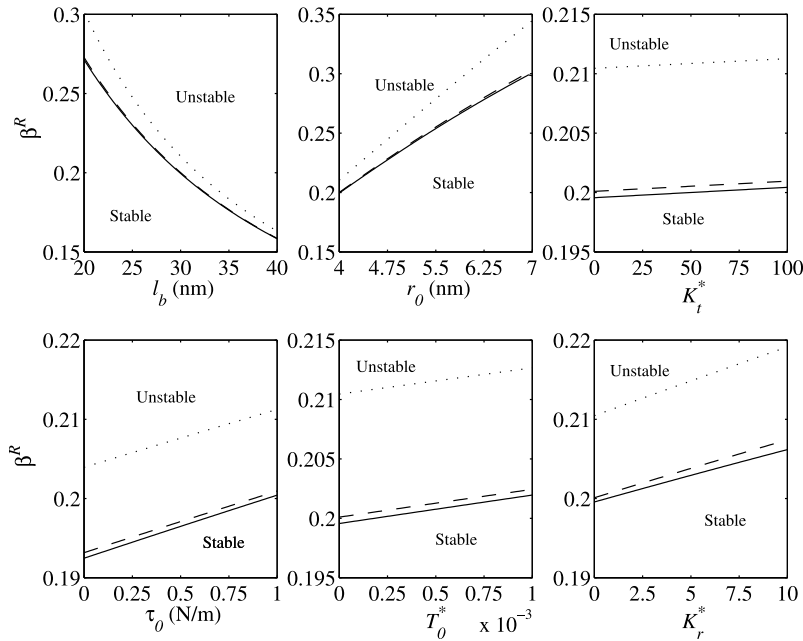 0.3
0.25
0.2
0.15
β^R
Unstable
Stable
20 25 30 35 40
l_b (nm)
0.35
0.3
0.25
0.2
0.15
Unstable
Stable
4 4.75 5.5 6.25 7
r_0 (nm)
0.215
0.21
0.205
0.2
0.195
Unstable
Stable
0 25 50 75 100
K_t^*
0.22
0.21
0.2
0.19
β^R
Unstable
Stable
0 0.25 0.5 0.75 1
τ_0 (N/m)
0.215
0.21
0.205
0.2
0.195
Unstable
Stable
0 0.25 0.5 0.75 1
T_0^* x 10^-3
0.22
0.21
0.2
0.19
Unstable
Stable
0 2.5 5 7.5 10
K_r^*